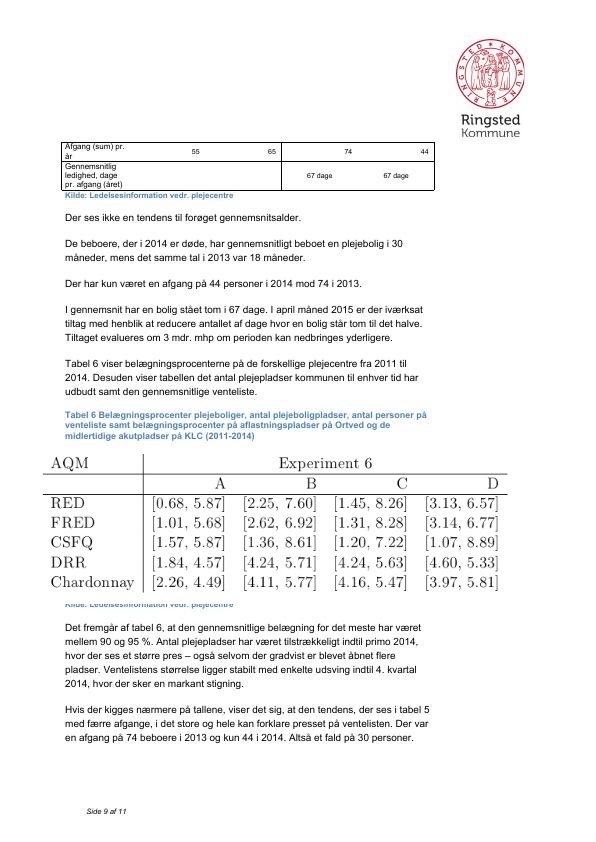 RINGSTED KOMMUNE
Ringsted
Kommune
Afgang (sum) pr. år 55 65 74 44
Gennemsnitlig ledighed, dage pr. afgang (året) 67 dage 67 dage
Kilde: Ledelsesinformation vedr. plejecentre
Der ses ikke en tendens til forøget gennemsnitsalder.
De beboere, der i 2014 er døde, har gennemsnitligt beboet en plejebolig i 30
måneder, mens det samme tal i 2013 var 18 måneder.
Der har kun været en afgang på 44 personer i 2014 mod 74 i 2013.
I gennemsnit har en bolig stået tom i 67 dage. I april måned 2015 er der iværksat
tiltag med henblik at reducere antallet af dage hvor en bolig står tom til det halve.
Tiltaget evalueres om 3 mdr. mhp om perioden kan nedbringes yderligere.
Tabel 6 viser belægningsprocenterne på de forskellige plejecentre fra 2011 til
2014. Desuden viser tabellen det antal plejepladser kommunen til enhver tid har
udbudt samt den gennemsnitlige venteliste.
Tabel 6 Belægningsprocenter plejeboliger, antal plejeboligpladser, antal personer på
venteliste samt belægningsprocenter på aflastningspladser på Ortved og de
midlertidige akutpladser på KLC (2011-2014)
AQM Experiment 6
A B C D
RED [0.68, 5.87] [2.25, 7.60] [1.45, 8.26] [3.13, 6.57]
FRED [1.01, 5.68] [2.62, 6.92] [1.31, 8.28] [3.14, 6.77]
CSFQ [1.57, 5.87] [1.36, 8.61] [1.20, 7.22] [1.07, 8.89]
DRR [1.84, 4.57] [4.24, 5.71] [4.24, 5.63] [4.60, 5.33]
Chardonnay [2.26, 4.49] [4.11, 5.77] [4.16, 5.47] [3.97, 5.81]
Kilde: Ledelsesinformation vedr. plejecentre
Det fremgår af tabel 6, at den gennemsnitlige belægning for det meste har været
mellem 90 og 95 %. Antal plejepladser har været tilstrækkeligt indtil primo 2014,
hvor der ses et større pres – også selvom der gradvist er blevet åbnet flere
pladser. Ventelistens størrelse ligger stabilt med enkelte udsving indtil 4. kvartal
2014, hvor der sker en markant stigning.
Hvis der kigges nærmere på tallene, viser det sig, at den tendens, der ses i tabel 5
med færre afgange, i det store og hele kan forklare presset på ventelisten. Der var
en afgang på 74 beboere i 2013 og kun 44 i 2014. Altså et fald på 30 personer.
Side 9 af 11